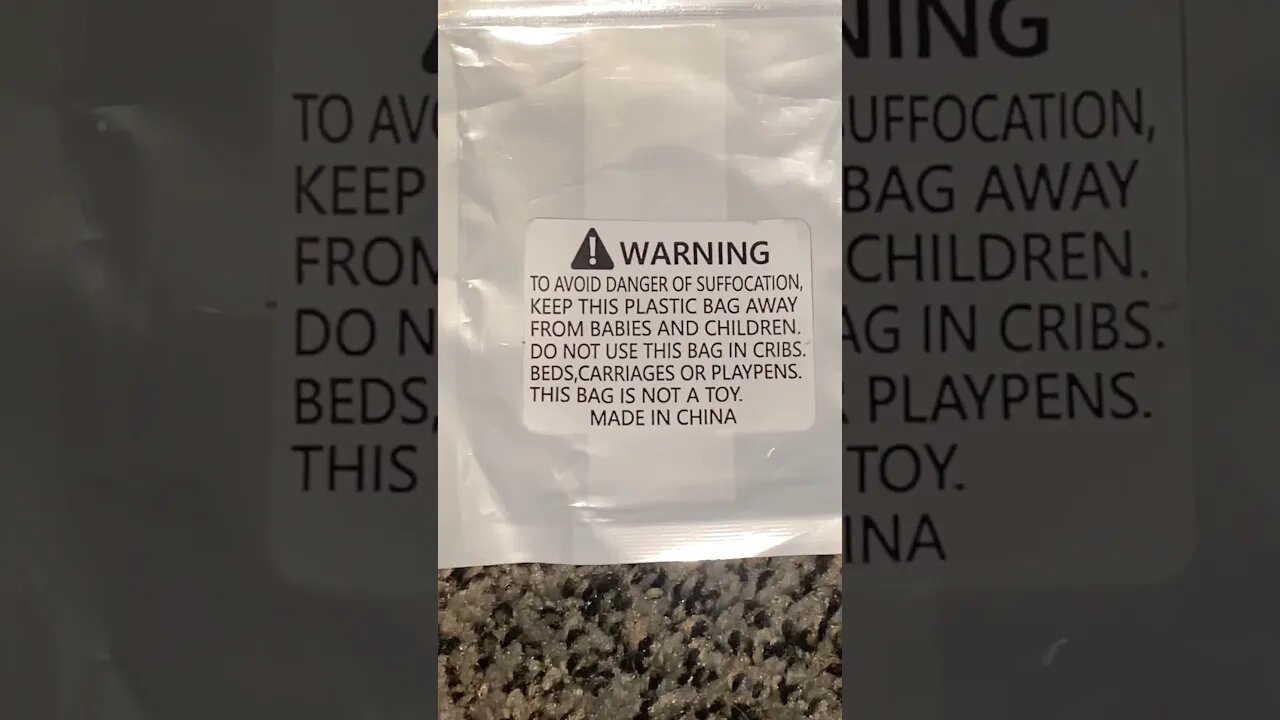 WARNING
TO AVOID DANGER OF SUFFOCATION,
KEEP THIS PLASTIC BAG AWAY
FROM BABIES AND CHILDREN.
DO NOT USE THIS BAG IN CRIBS.
BEDS,CARRIAGES OR PLAYPENS.
THIS BAG IS NOT A TOY.
MADE IN CHINA